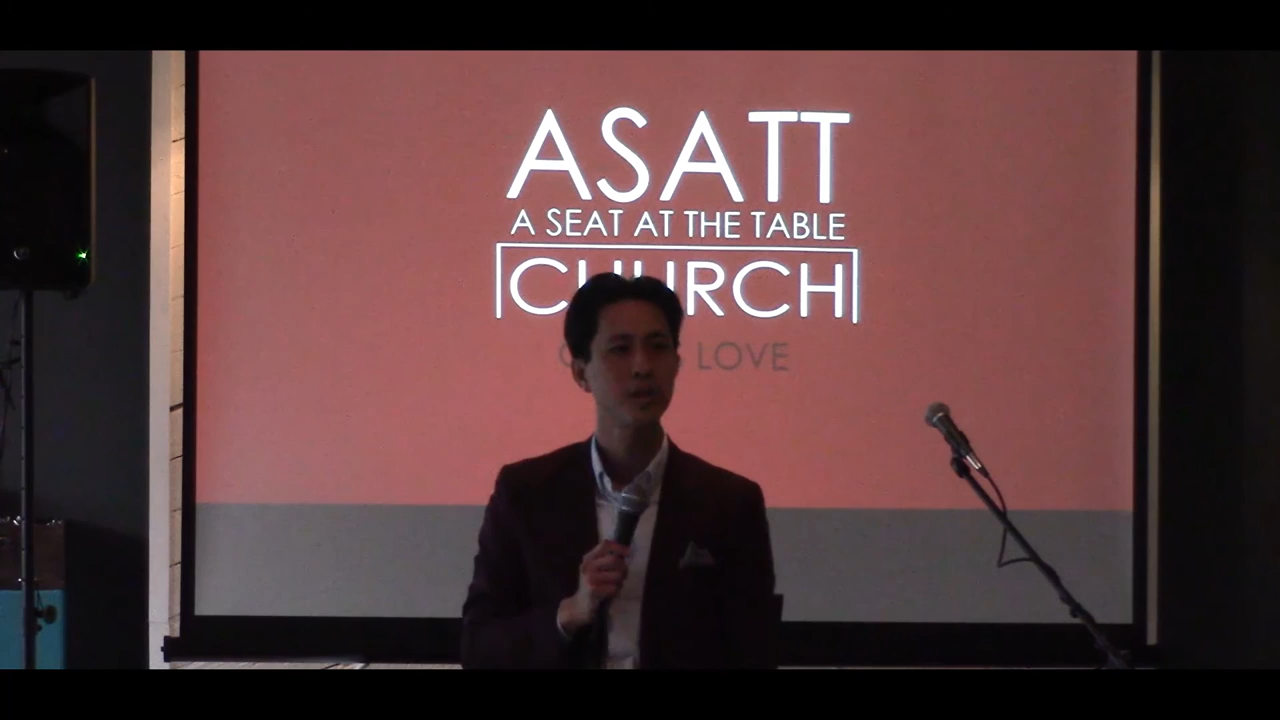 ASATT
A SEAT AT THE TABLE
CHURCH
LOVE